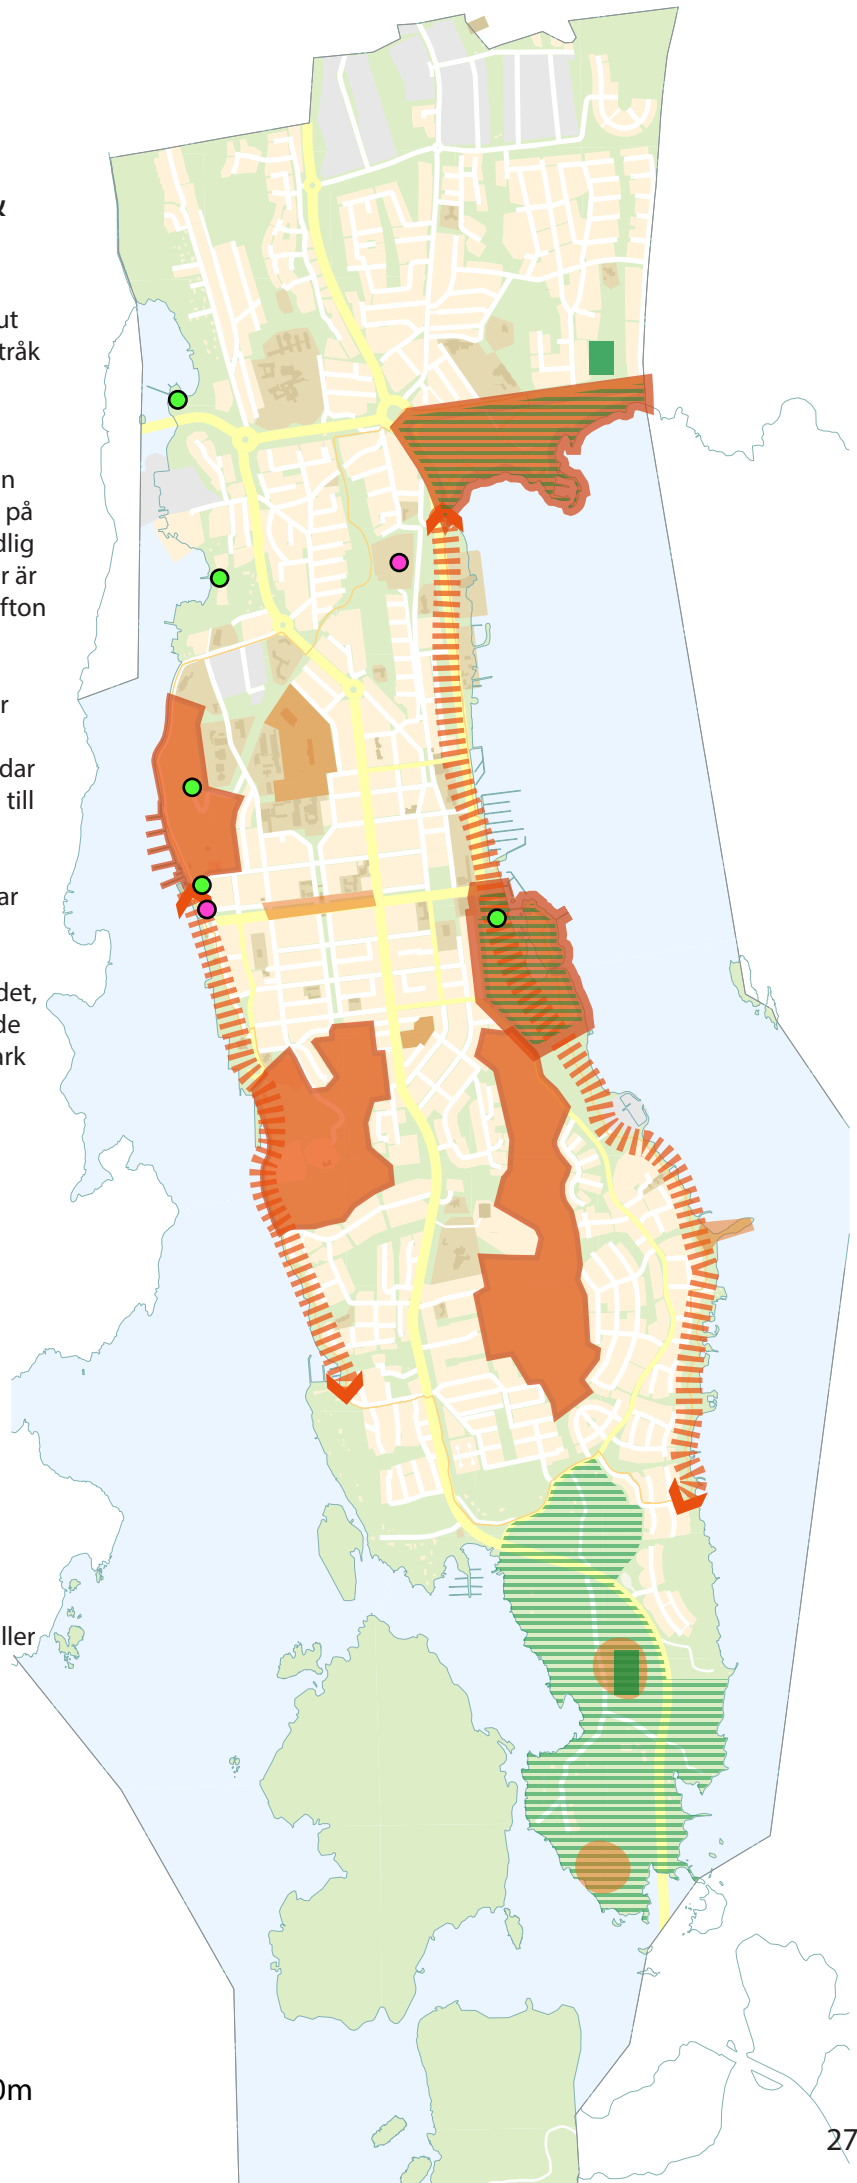 &
ut
tråk
n
på
dlig
r är
fton
r
dar
till
ar
det,
de
ark
ller
0m
27